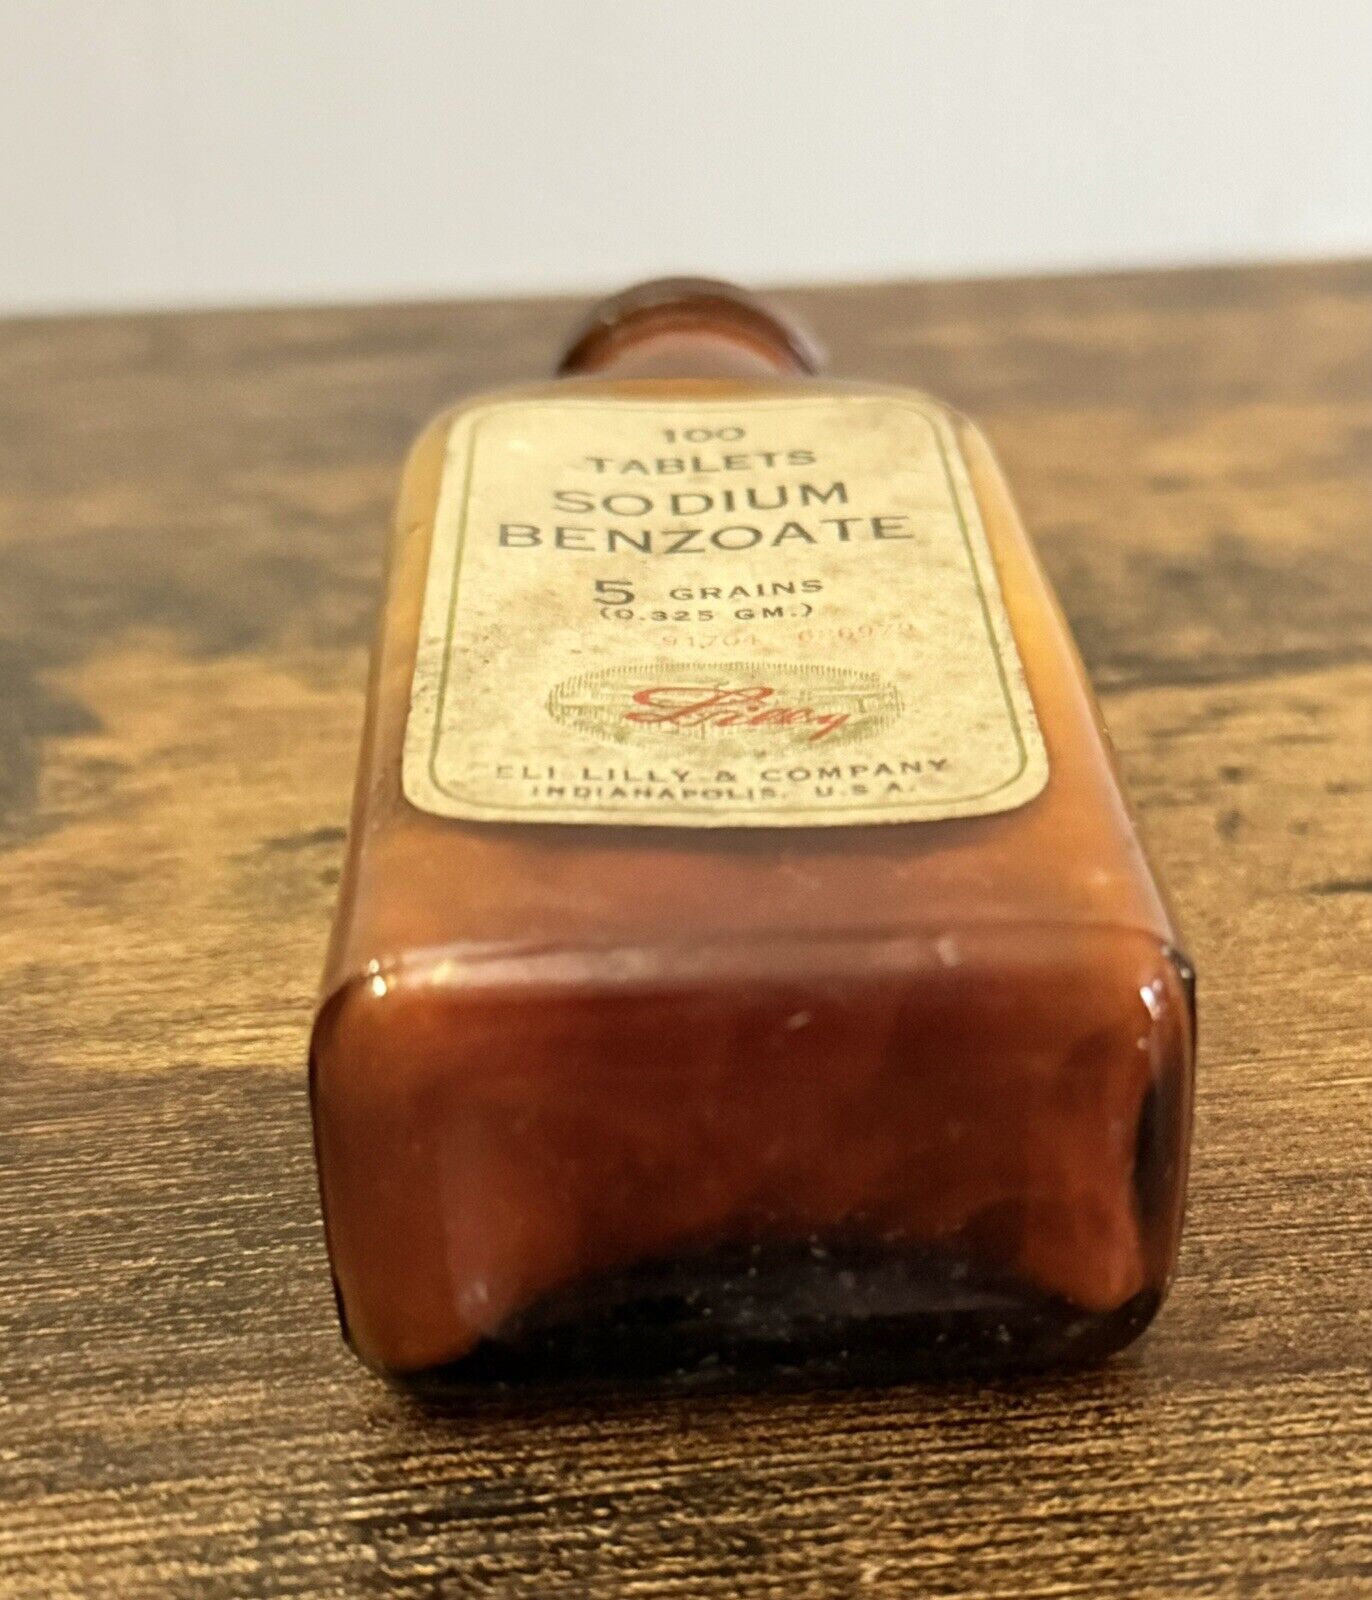 100
TABLETS
SODIUM
BENZOATE
5 GRAINS
(0.325 GM.)
Lilly
ELI LILLY & COMPANY
INDIANAPOLIS, U.S.A.